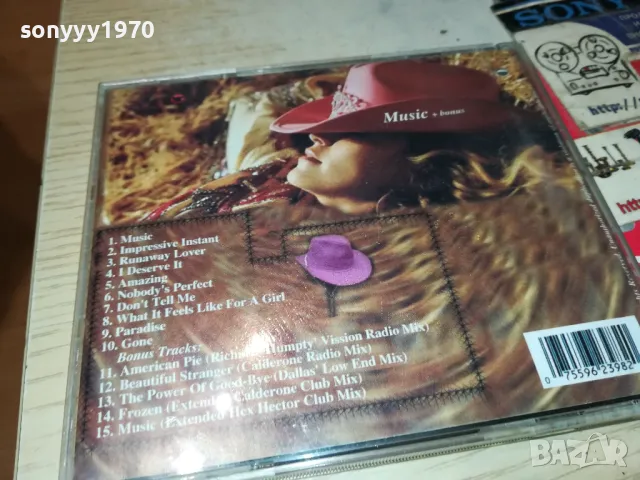 sonyyy1970
SONY
http://
http:/
Music + bonus
1. Music
2. Impressive Instant
3. Runaway Lover
4. I Deserve It
5. Amazing
6. Nobody's Perfect
7. Don't Tell Me
8. What It Feels Like For A Girl
9. Paradise
10. Gone
Bonus Tracks:
11. American Pie (Richard 'Humpty' Vission Radio Mix)
12. Beautiful Stranger (Calderone Radio Mix)
13. The Power Of Good-Bye (Dallas' Low End Mix)
14. Frozen (Extended Calderone Club Mix)
15. Music (Extended Hex Hector Club Mix)
0 75596 23982
BAZAR